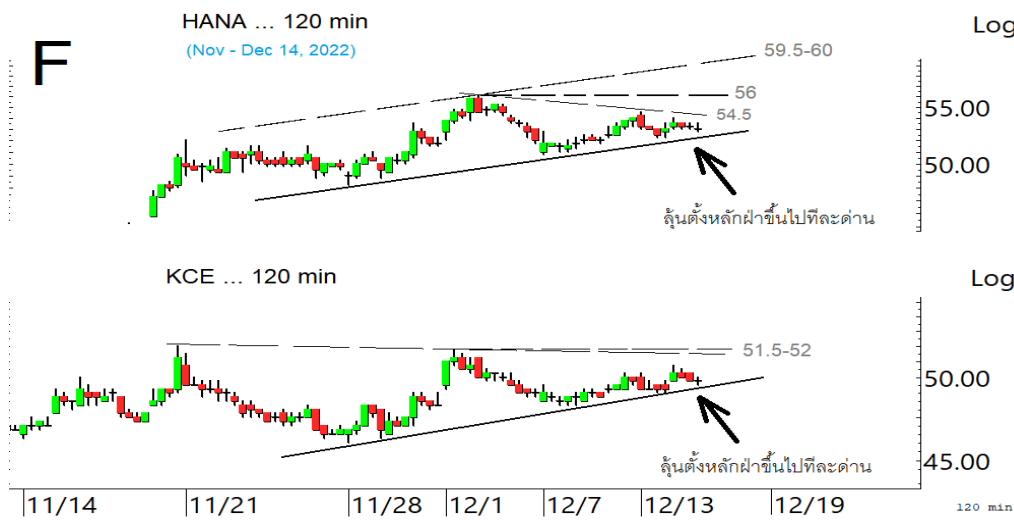 HANA ... 120 min
Log
(Nov - Dec 14, 2022)
F
59.5-60
56
54.5
55.00
50.00
ลุ้นตั้งหลักฝ่าขึ้นไปทีละด่าน
KCE ... 120 min
Log
51.5-52
50.00
ลุ้นตั้งหลักฝ่าขึ้นไปทีละด่าน
45.00
11/14
11/21
11/28
12/1
12/7
12/13
12/19
120 min